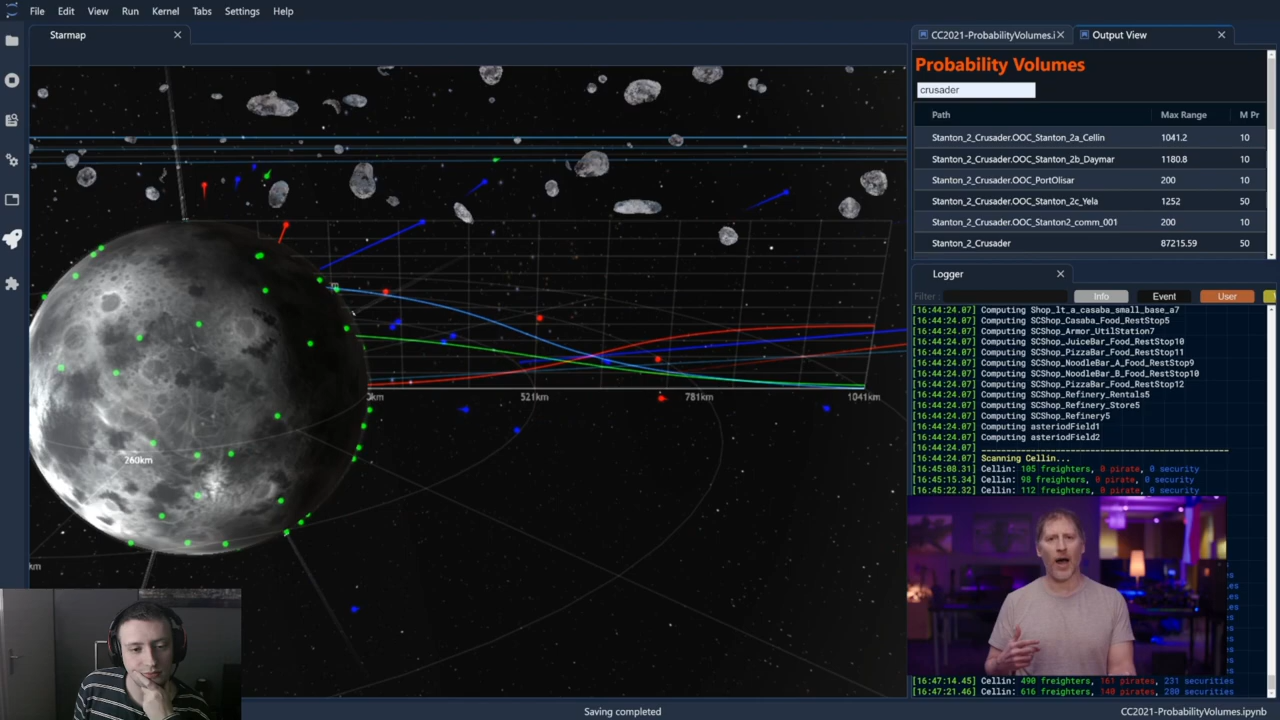 File Edit View Run Kernel Tabs Settings Help
Starmap
CC2021-ProbabilityVolumes.i
Output View
Probability Volumes
crusader
Path Max Range M Pr
Stanton_2_Crusader.OOC_Stanton_2a_Cellin 1041.2 10
Stanton_2_Crusader.OOC_Stanton_2b_Daymar 1180.8 10
Stanton_2_Crusader.OOC_PortOlisar 200 10
Stanton_2_Crusader.OOC_Stanton_2c_Yela 1252 50
Stanton_2_Crusader.OOC_Stanton2_comm_001 200 10
Stanton_2_Crusader 87215.59 50
Logger
Filter Info Event User
[16:44:24.07] Computing Shop_lt_a_casaba_small_base_a7
[16:44:24.07] Computing SCShop_Casaba_Food_RestStop5
[16:44:24.07] Computing SCShop_Armor_UtilStation7
[16:44:24.07] Computing SCShop_JuiceBar_Food_RestStop10
[16:44:24.07] Computing SCShop_PizzaBar_Food_RestStop11
[16:44:24.07] Computing SCShop_NoodleBar_A_Food_RestStop9
[16:44:24.07] Computing SCShop_NoodleBar_B_Food_RestStop10
[16:44:24.07] Computing SCShop_PizzaBar_Food_RestStop12
[16:44:24.07] Computing SCShop_Refinery_Rentals5
[16:44:24.07] Computing SCShop_Refinery_Store5
[16:44:24.07] Computing SCShop_Refinery5
[16:44:24.07] Computing asteriodField1
[16:44:24.07] Computing asteriodField2
[16:44:24.07]
[16:44:24.07] Scanning Cellin...
[16:45:08.31] Cellin: 105 freighters, 0 pirate, 0 security
[16:45:15.34] Cellin: 98 freighters, 0 pirate, 0 security
[16:45:22.32] Cellin: 112 freighters, 0 pirate, 0 security
[16:47:14.45] Cellin: 490 freighters, 161 pirates, 231 securities
[16:47:21.46] Cellin: 616 freighters, 140 pirates, 280 securities
521km
781km
1041km
260km
km
Saving completed
CC2021-ProbabilityVolumes.ipynb